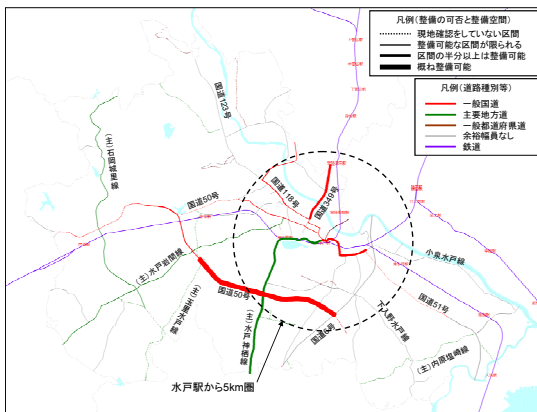 凡例(整備の可否と整備空間)
現地確認をしていない区間
整備可能な区間が限られる
区間の半分以上は整備可能
概ね整備可能
凡例(道路種別等)
一般国道
主要地方道
一般都道府県道
余裕幅員なし
鉄道
国道123号
(主)石岡城里線
国道50号
国道118号
国道349号
(主)水戸岩間線
小泉水戸線
(主)玉里水戸線
国道50号
(主)水戸神栖線
国道6号
下入野水戸線
国道51号
(主)内原塩崎線
水戸駅から5km圏